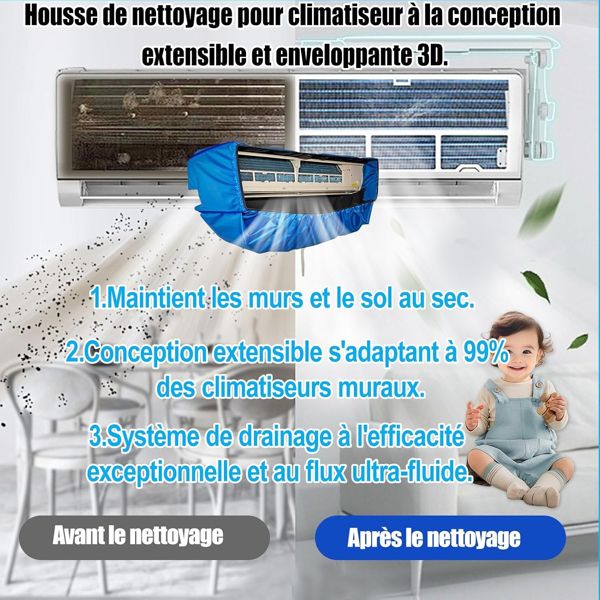 Housse de nettoyage pour climatiseur à la conception
extensible et enveloppante 3D.
1.Maintient les murs et le sol au sec.
2.Conception extensible s'adaptant à 99%
des climatiseurs muraux.
3.Système de drainage à l'efficacité
exceptionnelle et au flux ultra-fluide.
Avant le nettoyage
Après le nettoyage